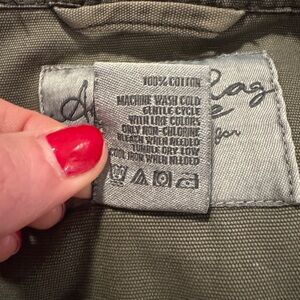 100% COTTON
MACHINE WASH COLD
GENTLE CYCLE
WITH LIKE COLORS
ONLY NON-CHLORINE
BLEACH WHEN NEEDED
TUMBLE DRY LOW
COOL IRON WHEN NEEDED
Rag